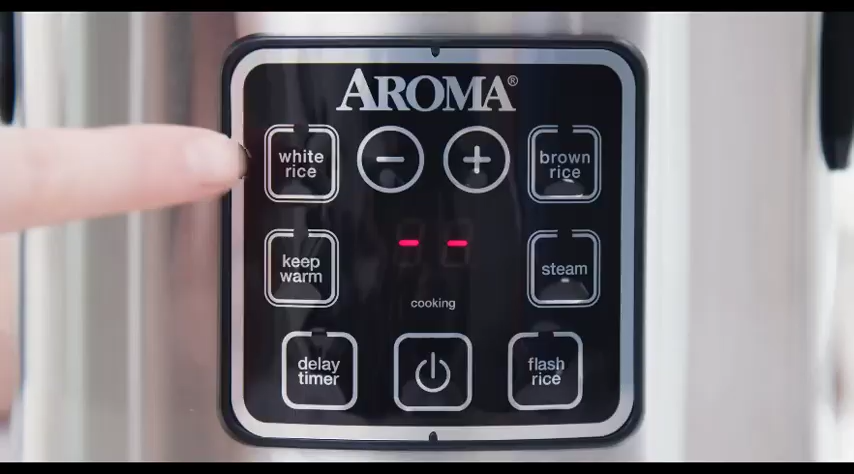 AROMA®
white
rice
−
+
brown
rice
keep
warm
--
steam
cooking
delay
timer
flash
rice